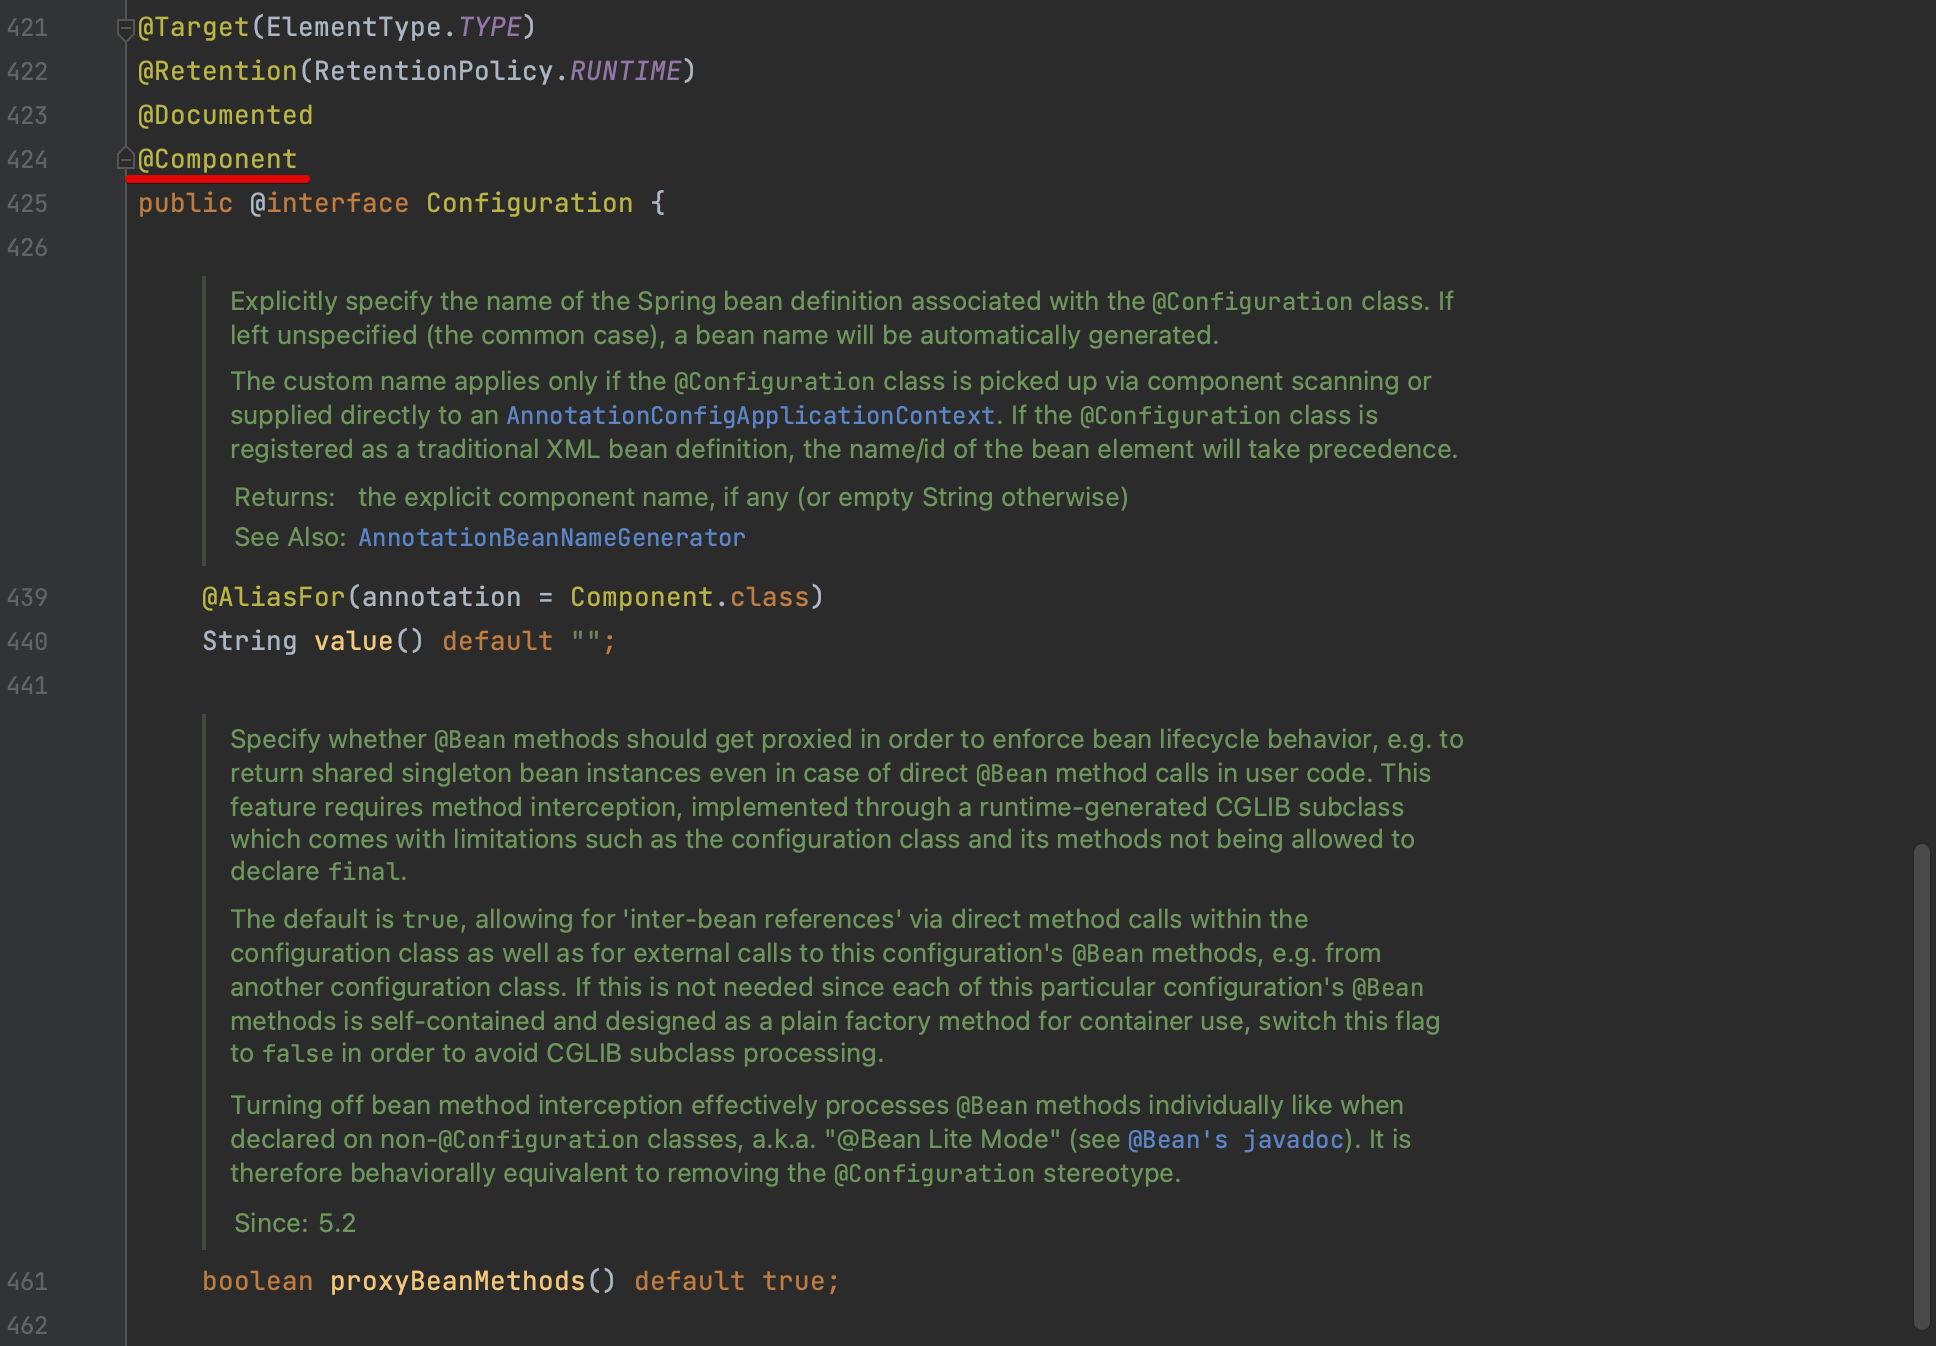 421 @Target(ElementType.TYPE)
422 @Retention(RetentionPolicy.RUNTIME)
423 @Documented
424 @Component
425 public @interface Configuration {
426
Explicitly specify the name of the Spring bean definition associated with the @Configuration class. If
left unspecified (the common case), a bean name will be automatically generated.
The custom name applies only if the @Configuration class is picked up via component scanning or
supplied directly to an AnnotationConfigApplicationContext. If the @Configuration class is
registered as a traditional XML bean definition, the name/id of the bean element will take precedence.
Returns: the explicit component name, if any (or empty String otherwise)
See Also: AnnotationBeanNameGenerator
439 @AliasFor(annotation = Component.class)
440 String value() default "";
441
Specify whether @Bean methods should get proxied in order to enforce bean lifecycle behavior, e.g. to
return shared singleton bean instances even in case of direct @Bean method calls in user code. This
feature requires method interception, implemented through a runtime-generated CGLIB subclass
which comes with limitations such as the configuration class and its methods not being allowed to
declare final.
The default is true, allowing for 'inter-bean references' via direct method calls within the
configuration class as well as for external calls to this configuration's @Bean methods, e.g. from
another configuration class. If this is not needed since each of this particular configuration's @Bean
methods is self-contained and designed as a plain factory method for container use, switch this flag
to false in order to avoid CGLIB subclass processing.
Turning off bean method interception effectively processes @Bean methods individually like when
declared on non-@Configuration classes, a.k.a. "@Bean Lite Mode" (see @Bean's javadoc). It is
therefore behaviorally equivalent to removing the @Configuration stereotype.
Since: 5.2
461 boolean proxyBeanMethods() default true;
462